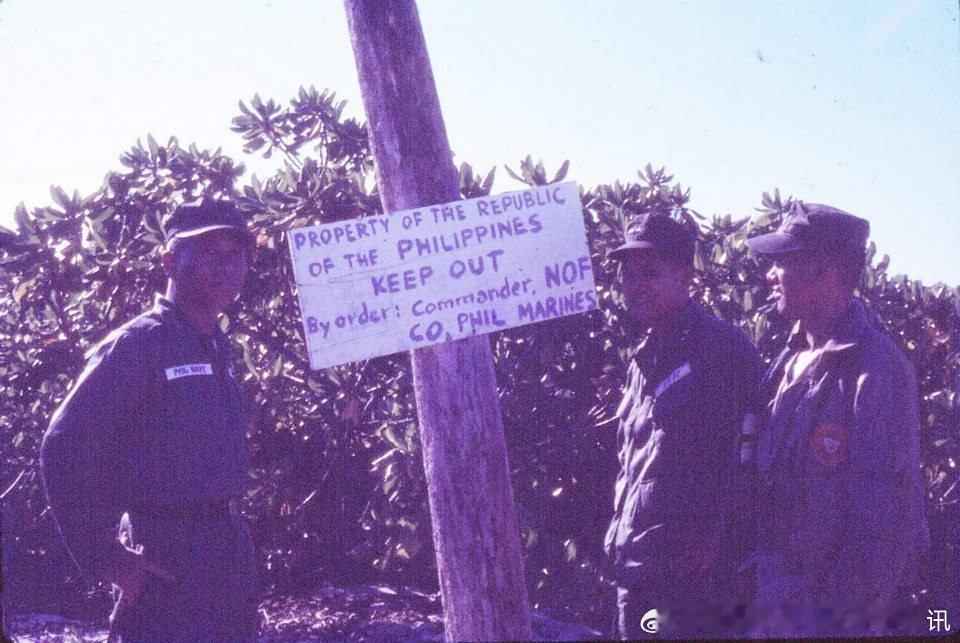 PROPERTY OF THE REPUBLIC
OF THE PHILIPPINES
KEEP OUT
By order: Commander, NOF
CO, PHIL MARINES
PHIL NAVY
讯